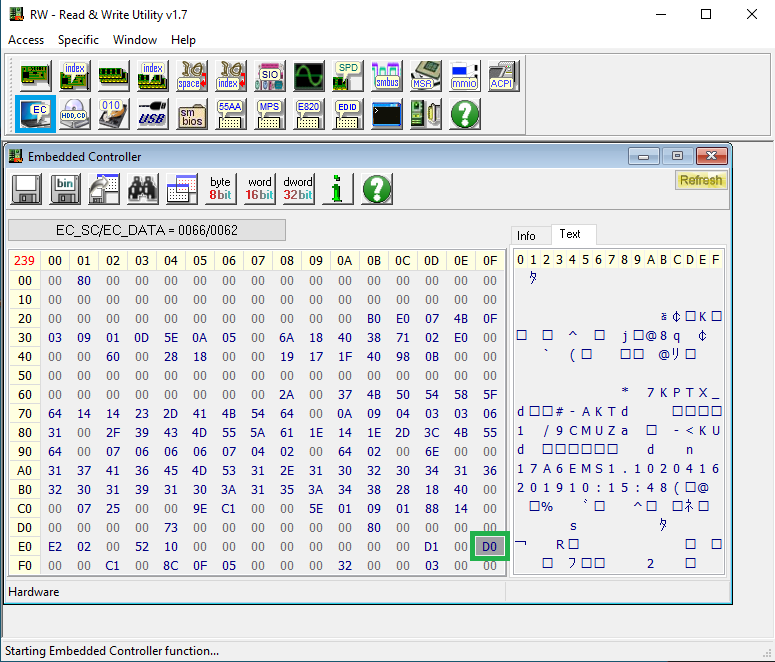 RW - Read & Write Utility v1.7
Access Specific Window Help
index index IO space IO index SIO SPD smbus MSR mmio ACPI
EC HDD,CD 010 USB sm bios 55AA MPS E820 EDID
Embedded Controller
bin byte 8bit word 16bit dword 32bit Refresh
EC_SC/EC_DATA = 0066/0062
Info Text
239 00 01 02 03 04 05 06 07 08 09 0A 0B 0C 0D 0E 0F 0 1 2 3 4 5 6 7 8 9 A B C D E F
00 00 80 00 00 00 00 00 00 00 00 00 00 00 00 00 00 ﾀ
10 00 00 00 00 00 00 00 00 00 00 00 00 00 00 00 00
20 00 00 00 00 00 00 00 00 00 00 00 B0 E0 07 4B 0F K
30 03 09 01 0D 5E 0A 05 00 6A 18 40 38 71 02 E0 00 ^ j @ 8 q
40 00 00 60 00 28 18 00 00 19 17 1F 40 98 0B 00 00 ` ( @ ﾘ
50 00 00 00 00 00 00 00 00 00 00 00 00 00 00 00 00
60 00 00 00 00 00 00 00 00 2A 00 37 4B 50 54 58 5F * 7 K P T X _
70 64 14 14 23 2D 41 4B 54 64 00 0A 09 04 03 03 06 d # - A K T d
80 31 00 2F 39 43 4D 55 5A 61 1E 14 1E 2D 3C 4B 55 1 / 9 C M U Z a - < K U
90 64 00 07 06 06 06 07 04 02 00 64 02 00 6E 00 00 d d n
A0 31 37 41 36 45 4D 53 31 2E 31 30 32 30 34 31 36 1 7 A 6 E M S 1 . 1 0 2 0 4 1 6
B0 32 30 31 39 31 30 3A 31 35 3A 34 38 28 18 40 00 2 0 1 9 1 0 : 1 5 : 4 8 ( @
C0 00 07 25 00 00 9E C1 00 00 5E 01 09 01 88 14 00 % ^
D0 00 00 00 00 73 00 00 00 00 00 00 80 00 00 00 00 s ﾀ
E0 E2 02 00 52 10 00 00 00 00 00 00 00 00 D1 00 D0 R
F0 00 00 C1 00 8C 0F 05 00 00 00 32 00 00 03 00 00 2
Hardware
Starting Embedded Controller function...